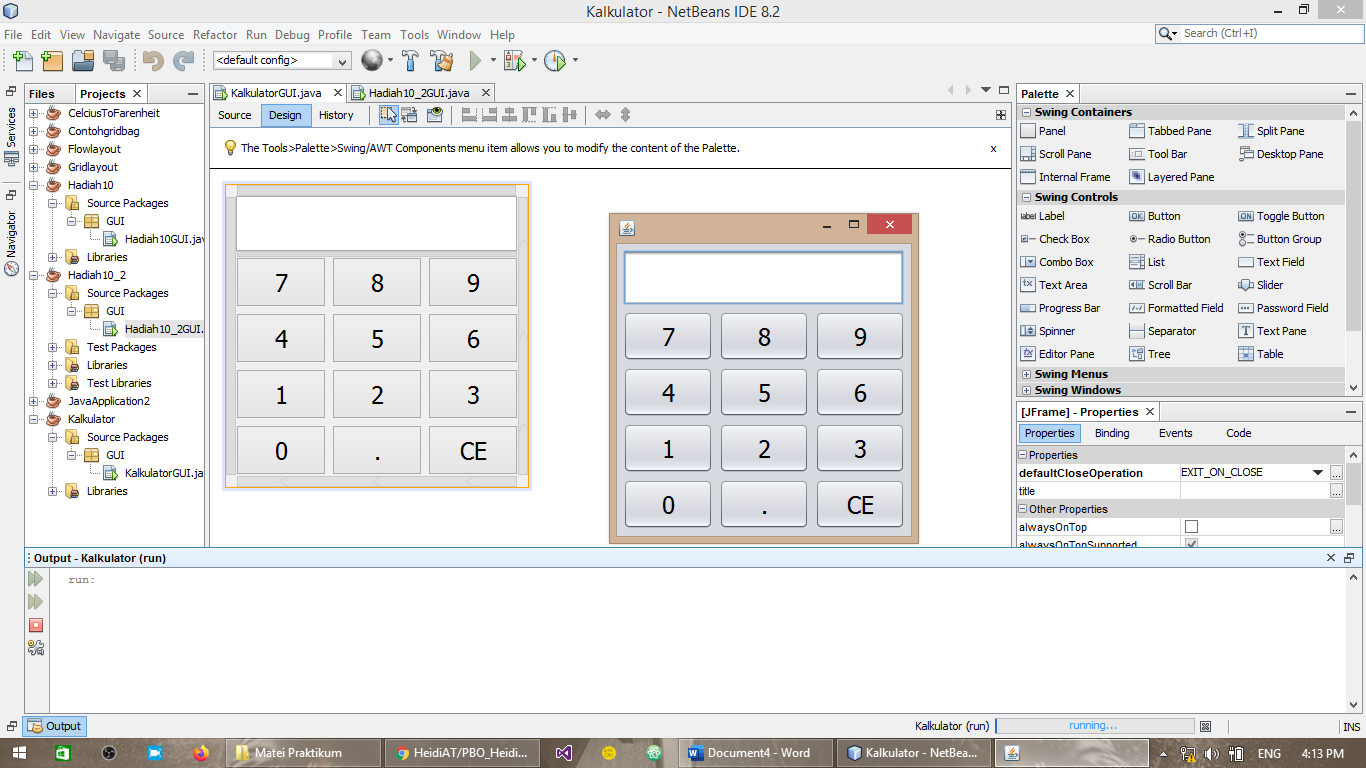 Kalkulator - NetBeans IDE 8.2
File Edit View Navigate Source Refactor Run Debug Profile Team Tools Window Help
Search (Ctrl+I)
<default config>
Services
Navigator
Files Projects
CelciusToFarenheit
Contohgridbag
Flowlayout
Gridlayout
Hadiah10
Source Packages
GUI
Hadiah10GUI.jav
Libraries
Hadiah10_2
Source Packages
GUI
Hadiah10_2GUI.
Test Packages
Libraries
Test Libraries
JavaApplication2
Kalkulator
Source Packages
GUI
KalkulatorGUI.ja
Libraries
KalkulatorGUI.java Hadiah10_2GUI.java
Source Design History
The Tools>Palette>Swing/AWT Components menu item allows you to modify the content of the Palette. x
7 8 9
4 5 6
1 2 3
0 . CE
7 8 9
4 5 6
1 2 3
0 . CE
Palette
Swing Containers
Panel Tabbed Pane Split Pane
Scroll Pane Tool Bar Desktop Pane
Internal Frame Layered Pane
Swing Controls
label Label OK Button ON Toggle Button
Check Box Radio Button Button Group
Combo Box List Text Field
Text Area Scroll Bar Slider
Progress Bar Formatted Field Password Field
Spinner Separator Text Pane
Editor Pane Tree Table
Swing Menus
Swing Windows
[JFrame] - Properties
Properties Binding Events Code
Properties
defaultCloseOperation EXIT_ON_CLOSE
title
Other Properties
alwaysOnTop
alwaysOnTopSupported
Output - Kalkulator (run)
run:
Output
Kalkulator (run) running... INS
Matei Praktikum HeidiAT/PBO_Heidi... Document4 - Word Kalkulator - NetBea... ENG 4:13 PM